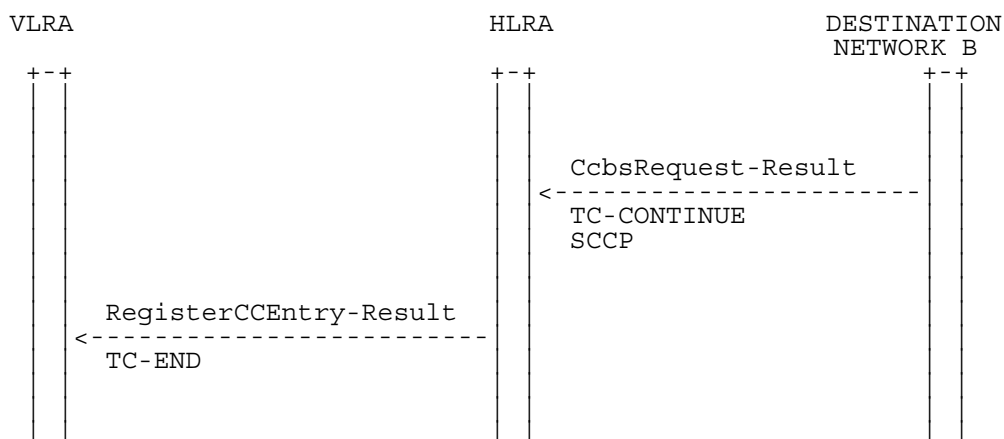 VLRA HLRA DESTINATION
NETWORK B
CcbsRequest-Result
TC-CONTINUE
SCCP
RegisterCCEntry-Result
TC-END